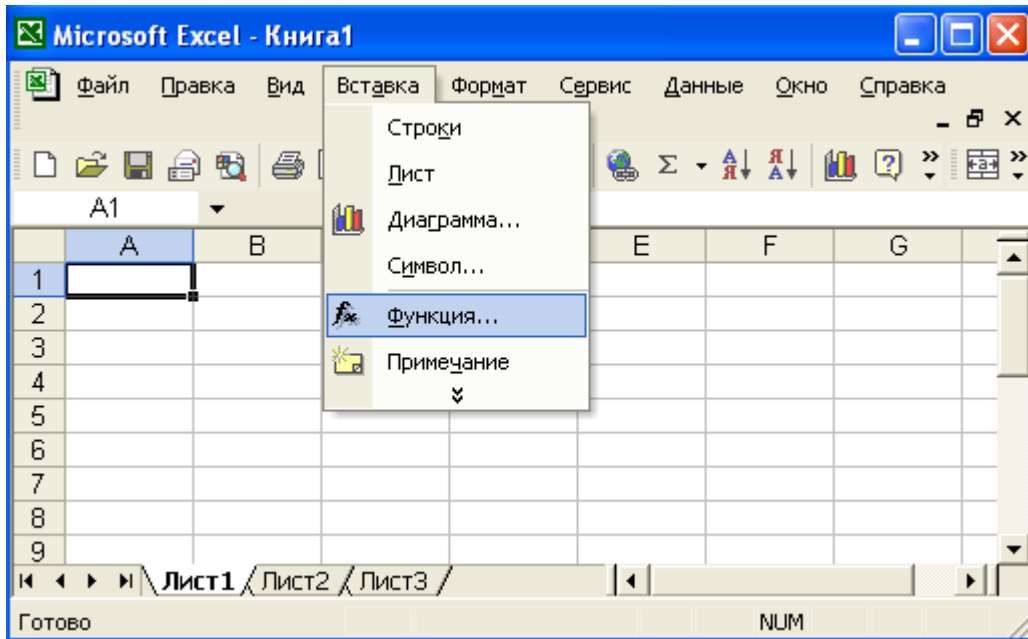 Microsoft Excel - Книга1
Файл Правка Вид Вставка Формат Сервис Данные Окно Справка
Строки
Лист
Диаграмма...
Символ...
Функция...
Примечание
A1
A B E F G
1
2
3
4
5
6
7
8
9
Лист1 Лист2 Лист3
Готово NUM